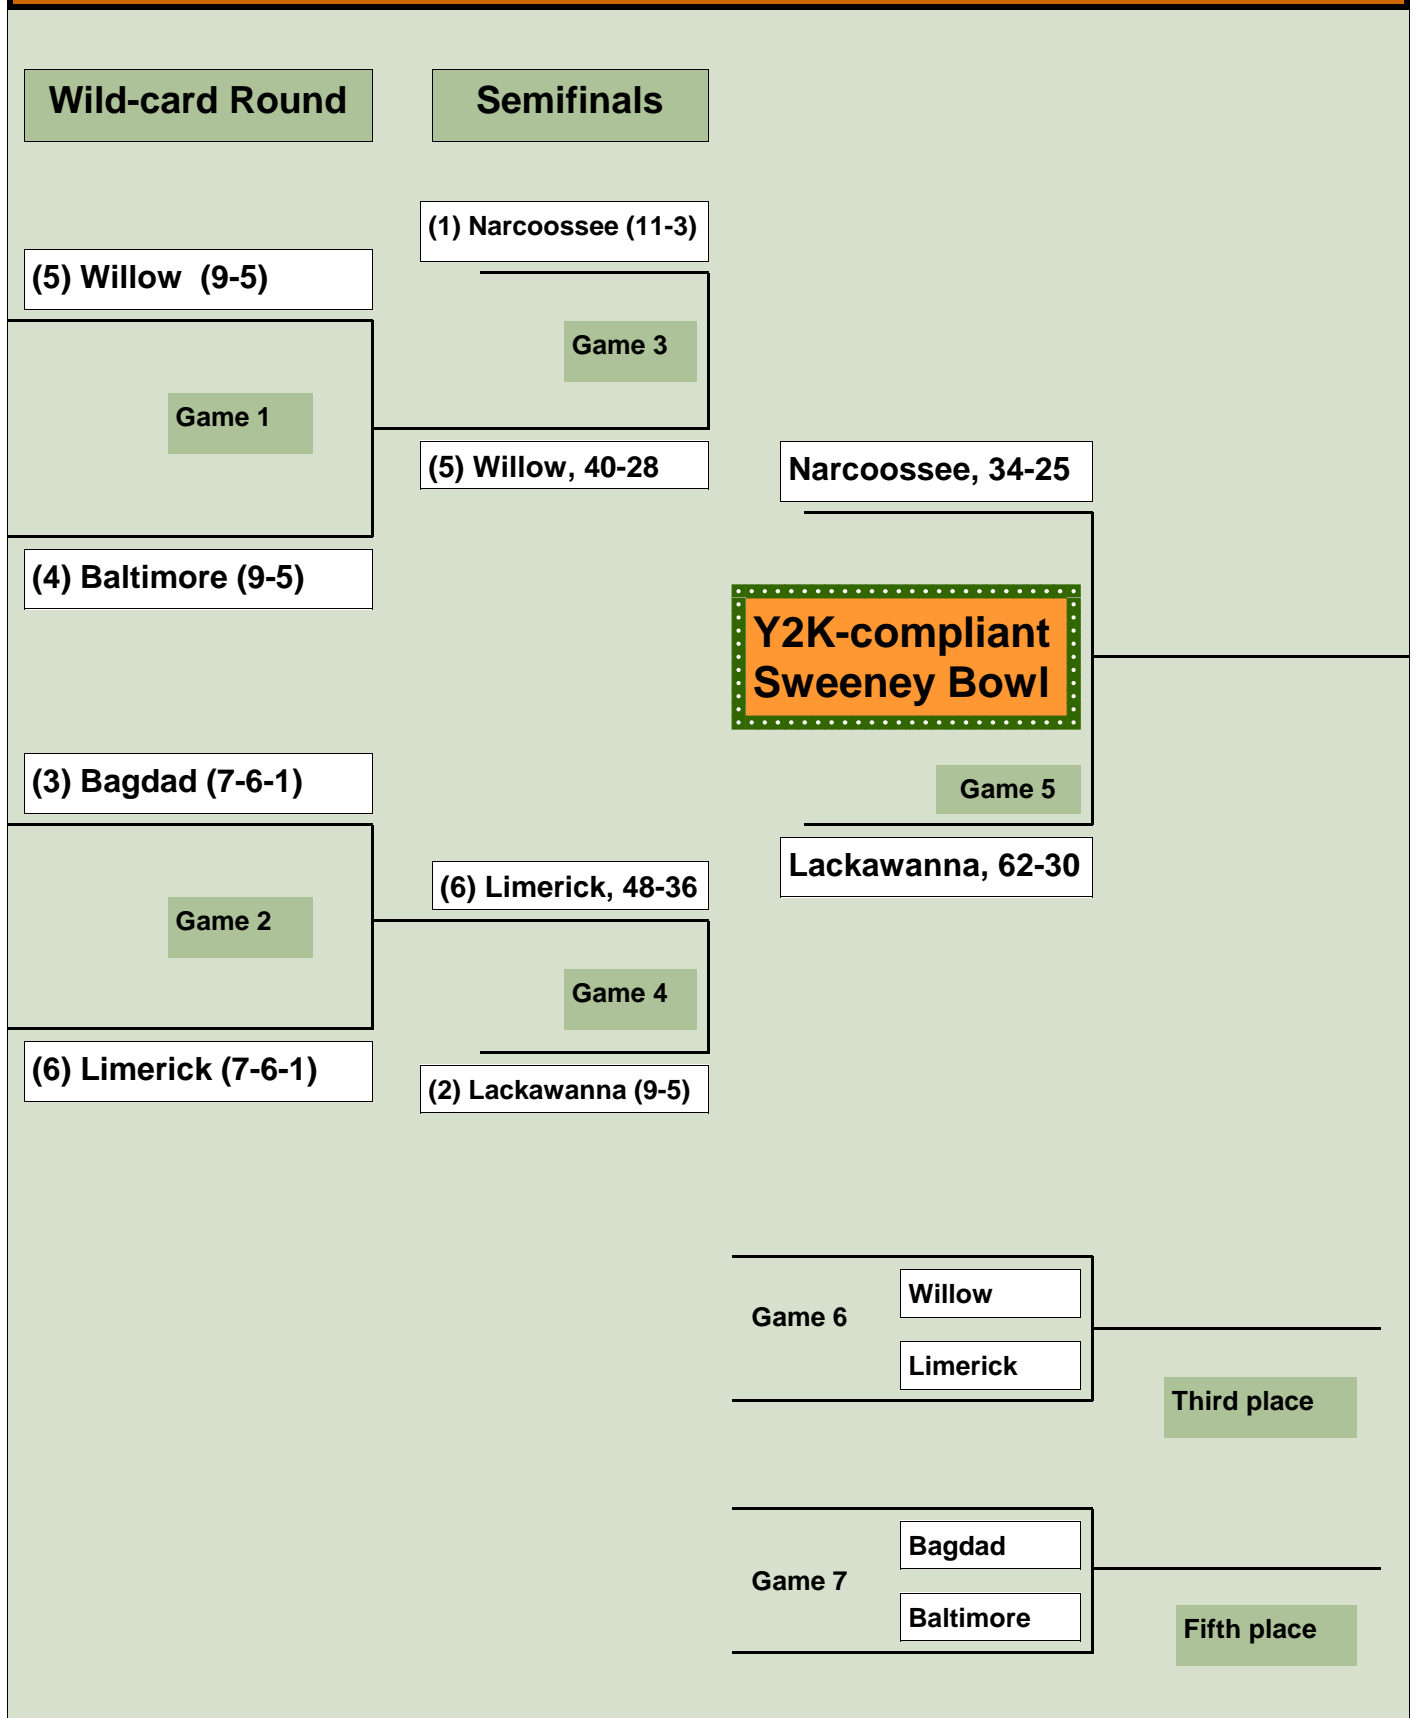 Wild-card Round
Semifinals
(1) Narcoossee (11-3)
(5) Willow  (9-5)
Game 3
Game 1
(5) Willow, 40-28
Narcoossee, 34-25
(4) Baltimore (9-5)
Y2K-compliant
Sweeney Bowl
(3) Bagdad (7-6-1)
Game 5
Lackawanna, 62-30
(6) Limerick, 48-36
Game 2
Game 4
(6) Limerick (7-6-1)
(2) Lackawanna (9-5)
Willow
Game 6
Limerick
Third place
Bagdad
Game 7
Baltimore
Fifth place